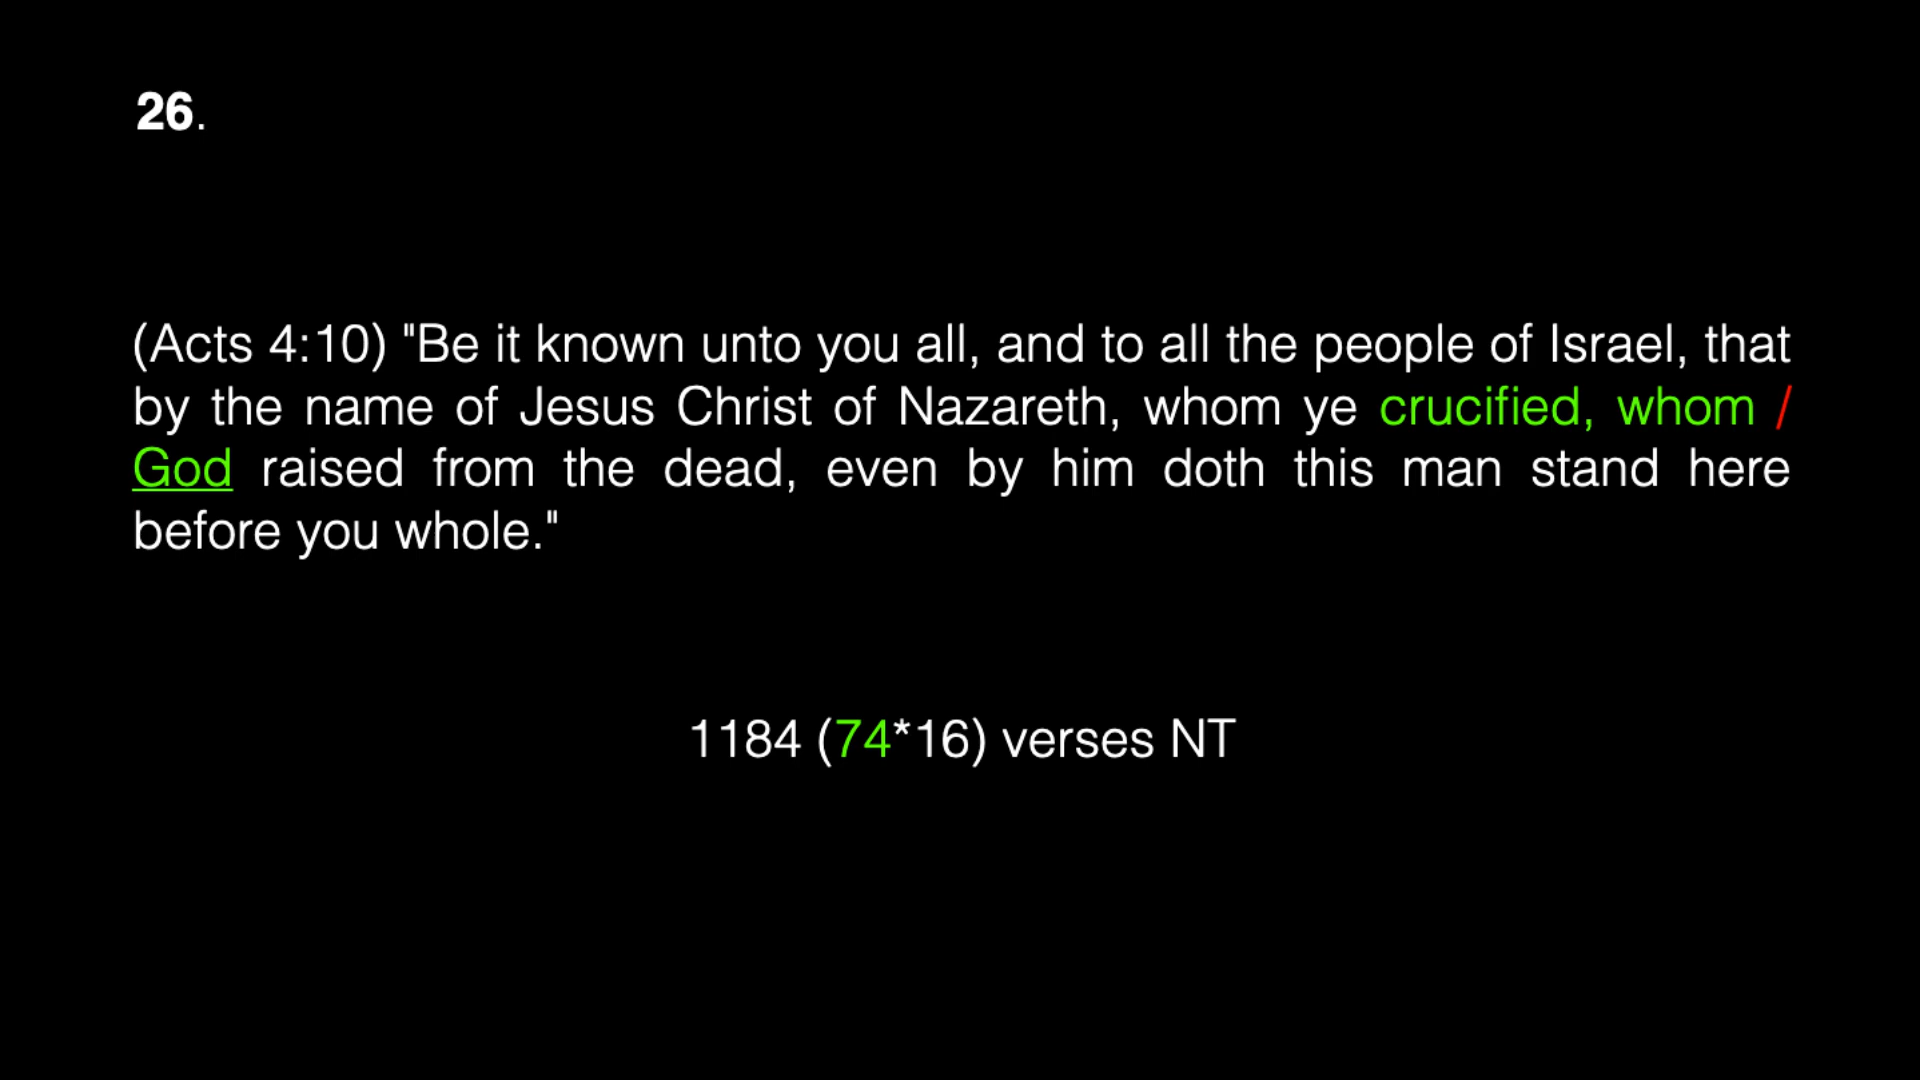 26.
(Acts 4:10) "Be it known unto you all, and to all the people of Israel, that
by the name of Jesus Christ of Nazareth, whom ye crucified, whom /
God raised from the dead, even by him doth this man stand here
before you whole."
1184 (74*16) verses NT